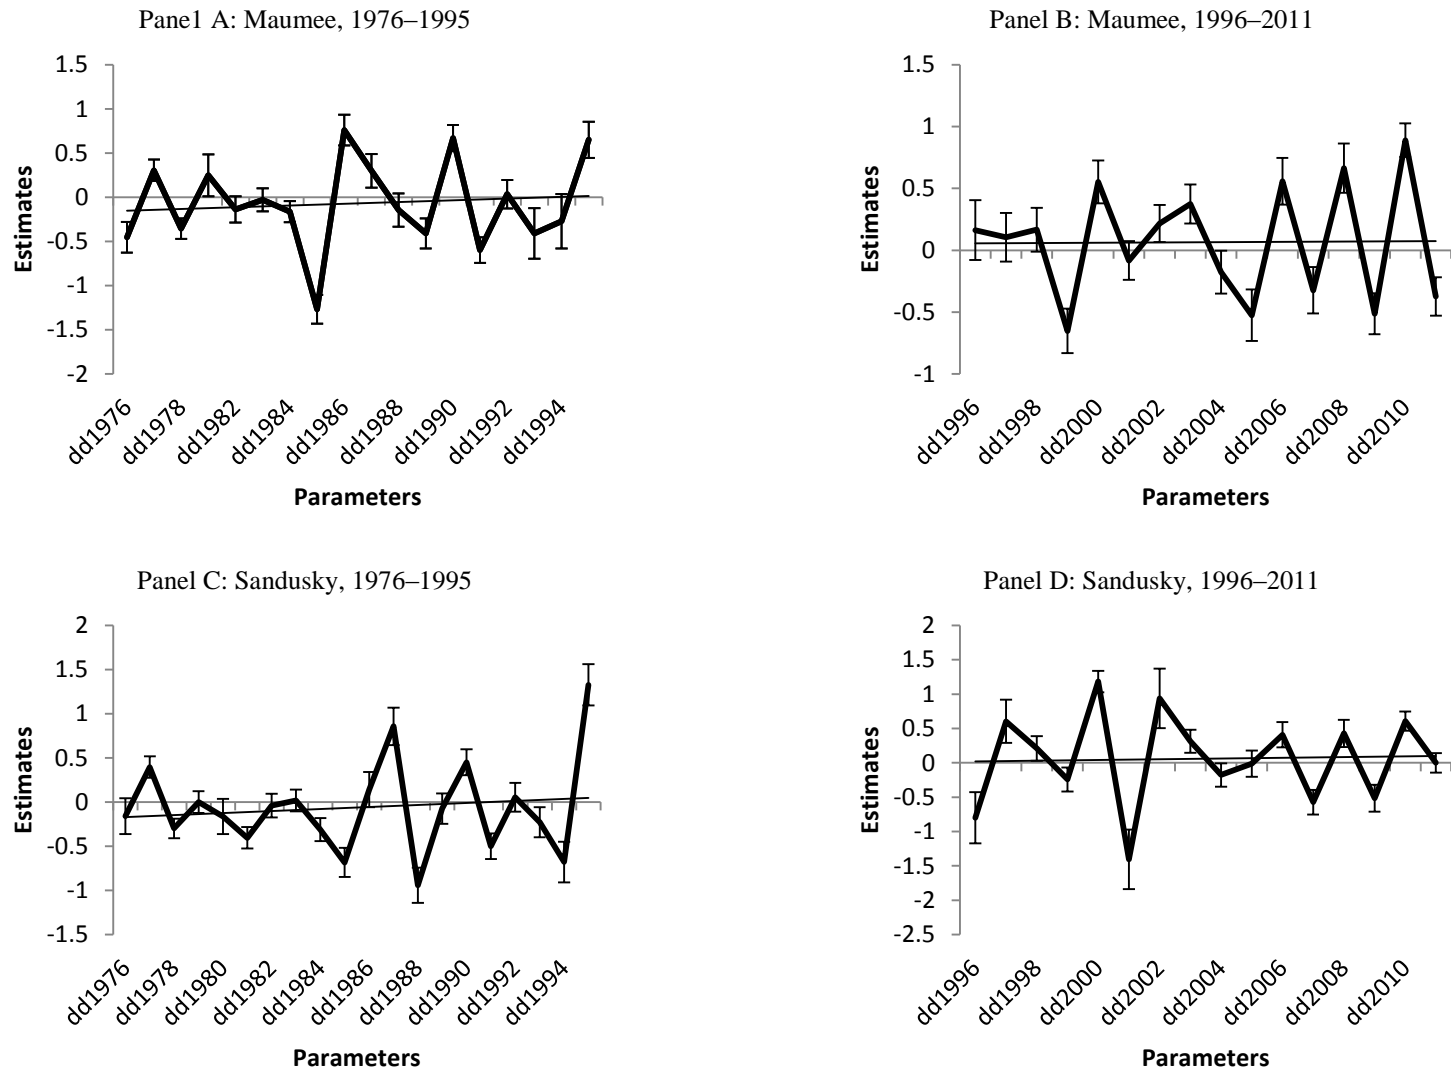 Pane1 A: Maumee, 1976–1995
1.5
1
0.5
0
-0.5
-1
-1.5
-2
Estimates
dd1976
dd1978
dd1982
dd1984
dd1986
dd1988
dd1990
dd1992
dd1994
Parameters
Panel B: Maumee, 1996–2011
1.5
1
0.5
0
-0.5
-1
Estimates
dd1996
dd1998
dd2000
dd2002
dd2004
dd2006
dd2008
dd2010
Parameters
Panel C: Sandusky, 1976–1995
2
1.5
1
0.5
0
-0.5
-1
-1.5
Estimates
dd1976
dd1978
dd1980
dd1982
dd1984
dd1986
dd1988
dd1990
dd1992
dd1994
Parameters
Panel D: Sandusky, 1996–2011
2
1.5
1
0.5
0
-0.5
-1
-1.5
-2
-2.5
Estimates
dd1996
dd1998
dd2000
dd2002
dd2004
dd2006
dd2008
dd2010
Parameters